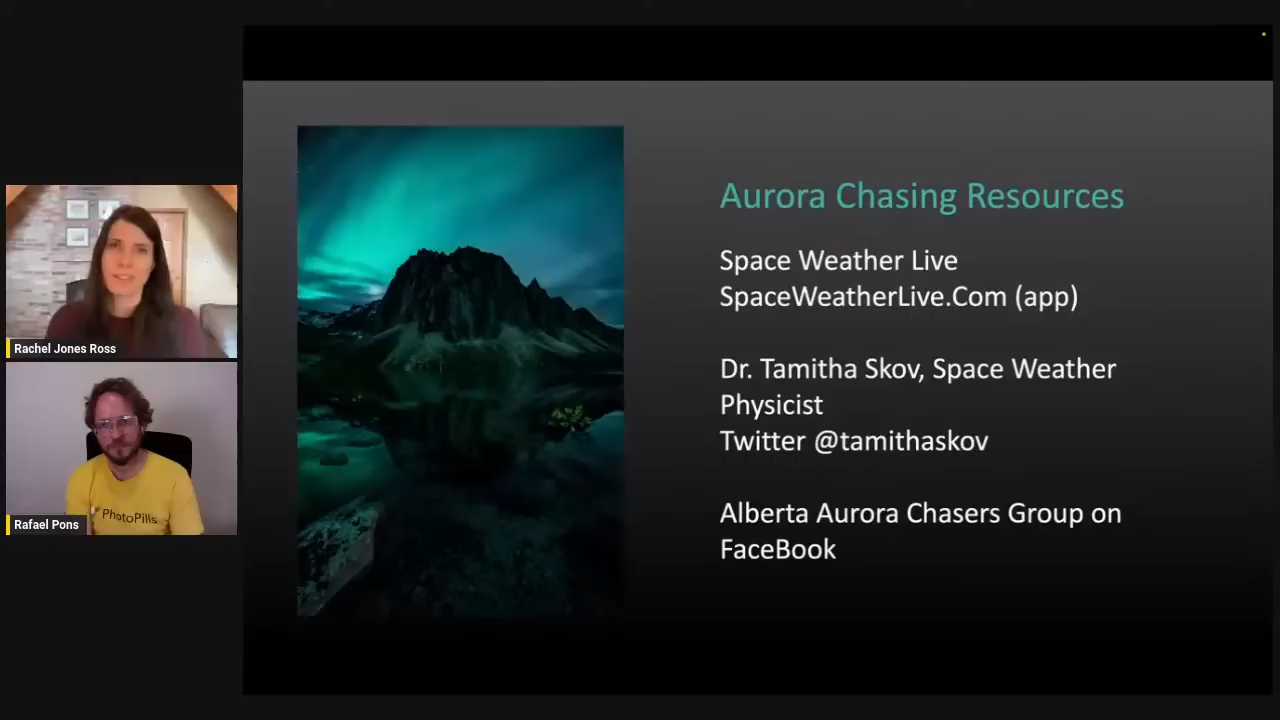 Aurora Chasing Resources
Space Weather Live
SpaceWeatherLive.Com (app)
Dr. Tamitha Skov, Space Weather
Physicist
Twitter @tamithaskov
Alberta Aurora Chasers Group on
FaceBook
Rachel Jones Ross
PhotoPills
Rafael Pons